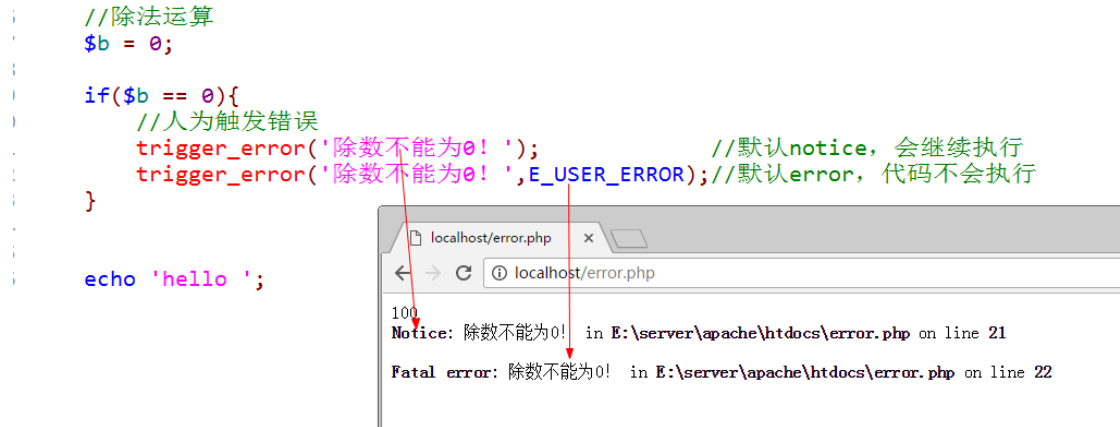 //除法运算
$b = 0;
if($b == 0){
//人为触发错误
trigger_error('除数不能为0！'); //默认notice，会继续执行
trigger_error('除数不能为0！',E_USER_ERROR);//默认error，代码不会执行
}
echo 'hello ';
localhost/error.php
localhost/error.php
100
Notice: 除数不能为0！ in E:\server\apache\htdocs\error.php on line 21
Fatal error: 除数不能为0！ in E:\server\apache\htdocs\error.php on line 22